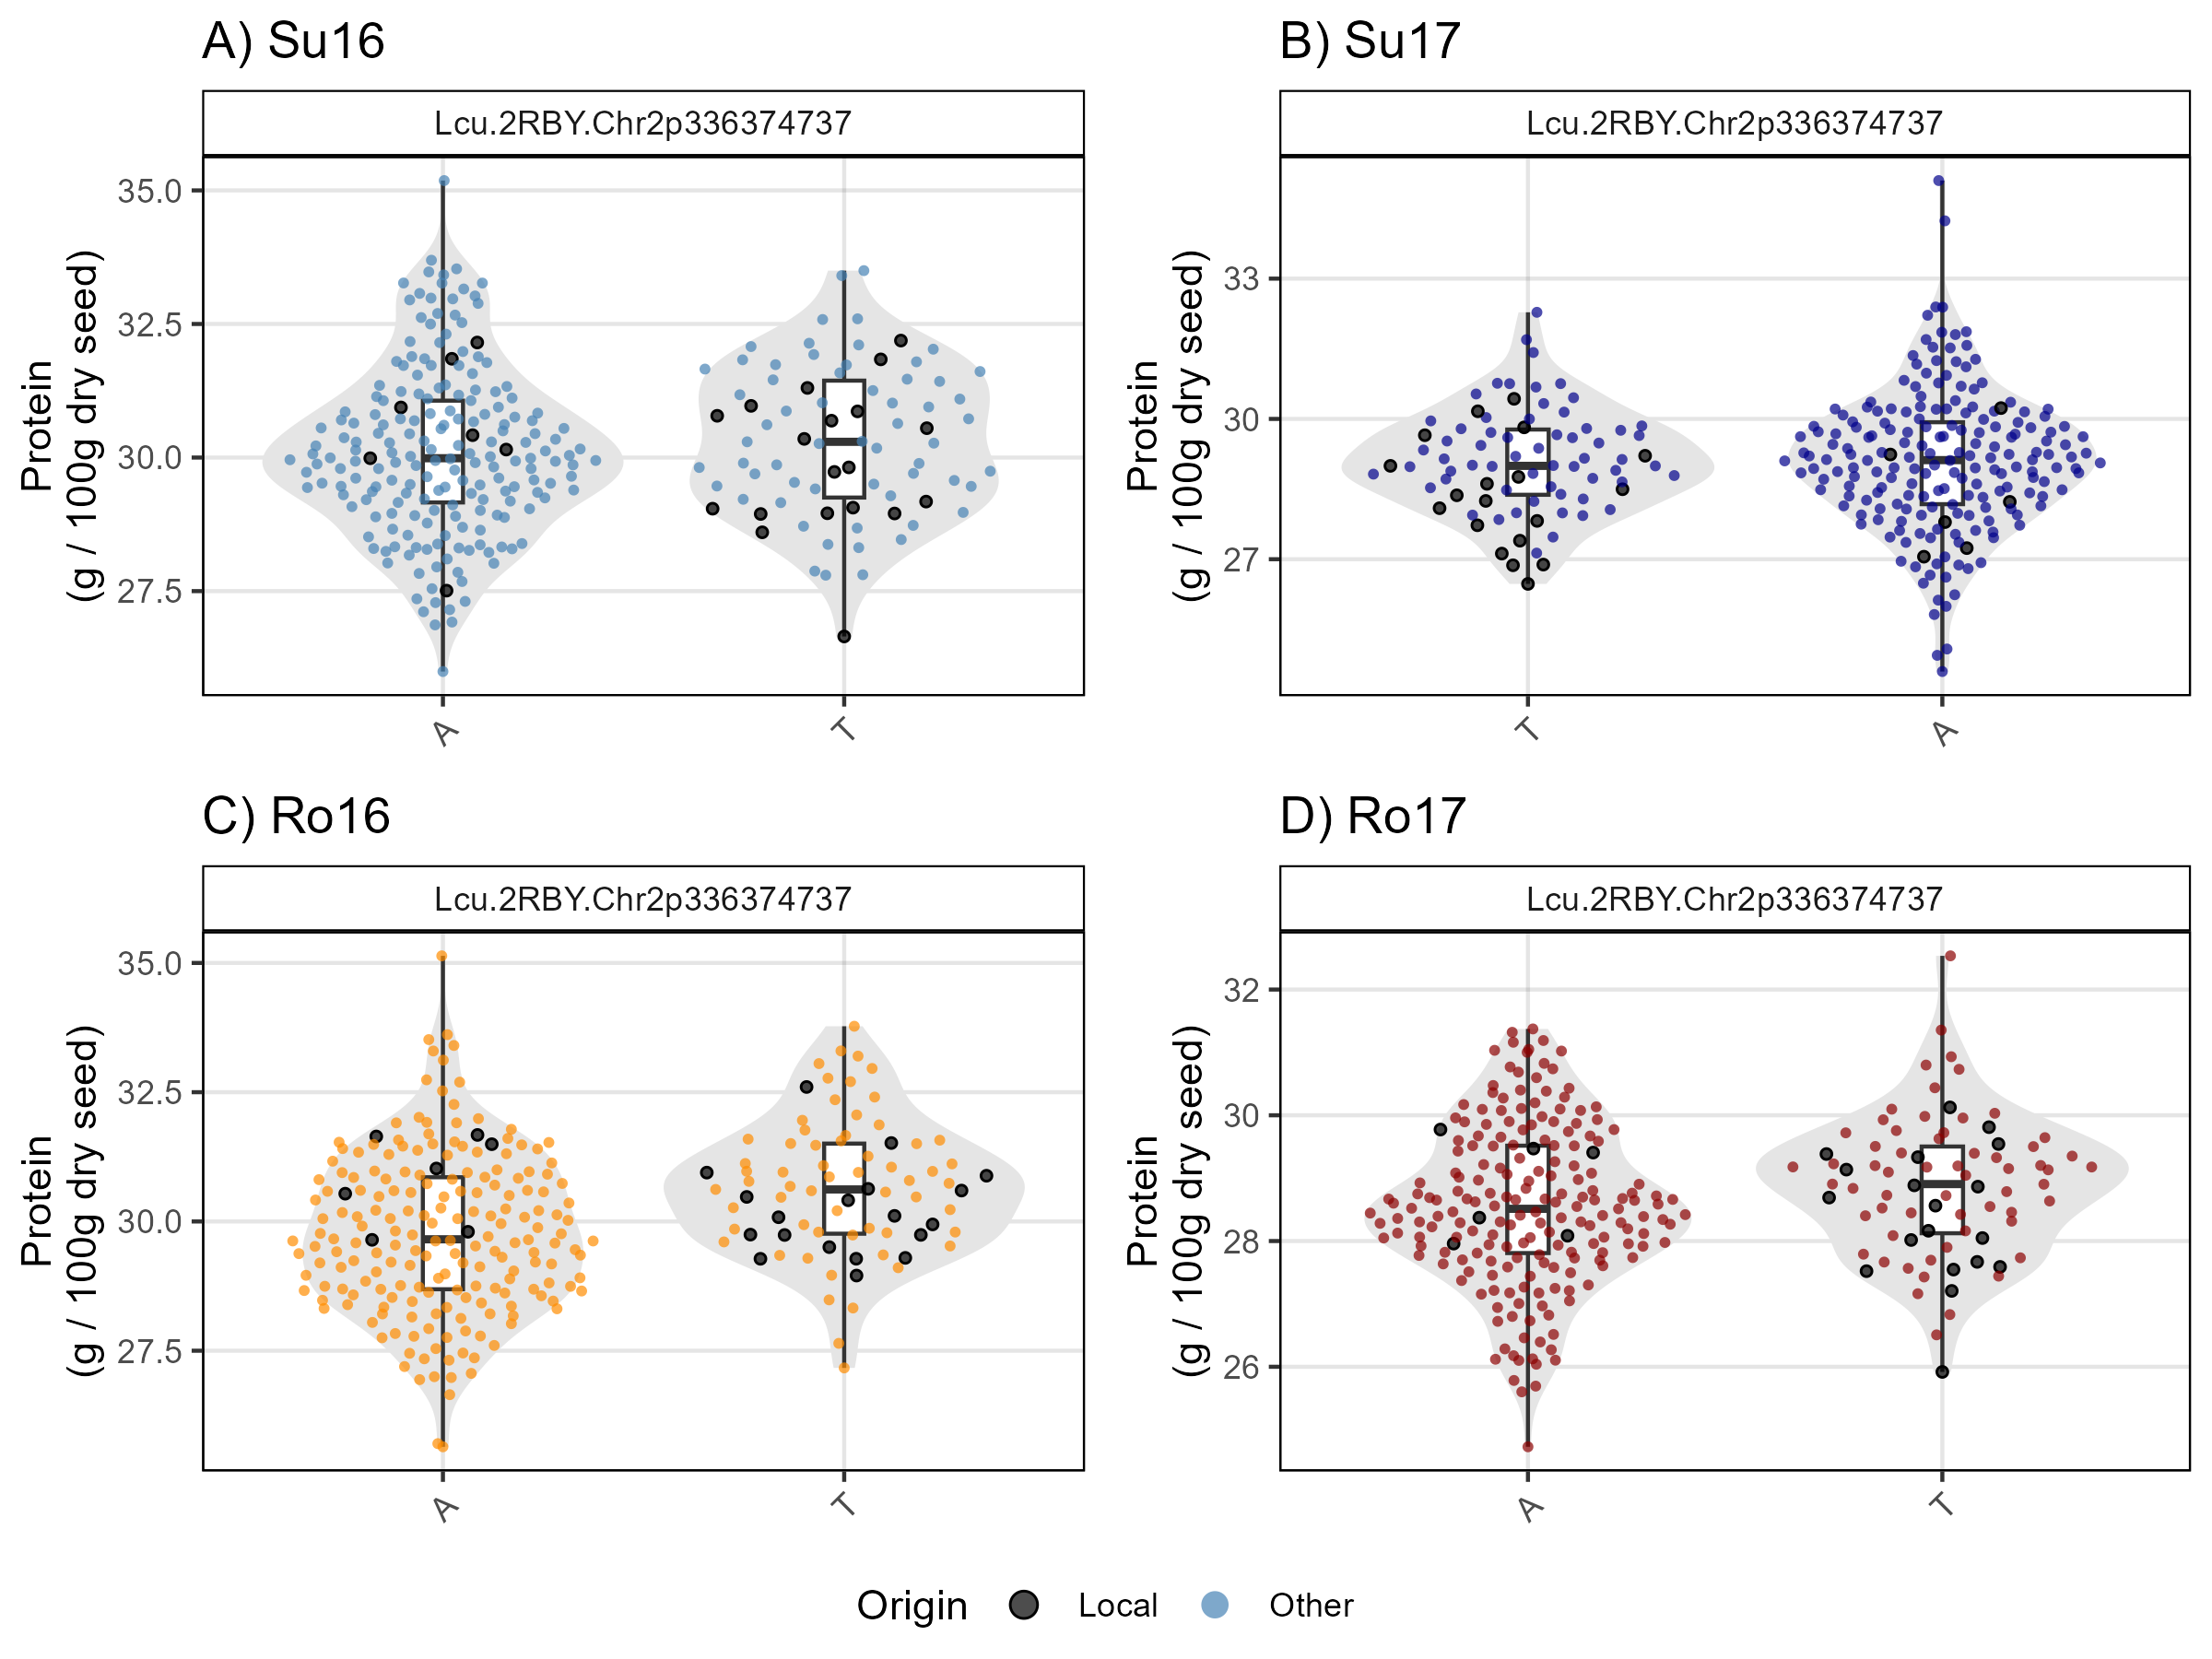 A) Su16
Lcu.2RBY.Chr2p336374737
Protein
(g / 100g dry seed)
35.0
32.5
30.0
27.5
A
T
B) Su17
Lcu.2RBY.Chr2p336374737
Protein
(g / 100g dry seed)
33
30
27
T
A
C) Ro16
Lcu.2RBY.Chr2p336374737
Protein
(g / 100g dry seed)
35.0
32.5
30.0
27.5
A
T
D) Ro17
Lcu.2RBY.Chr2p336374737
Protein
(g / 100g dry seed)
32
30
28
26
A
T
Origin Local Other